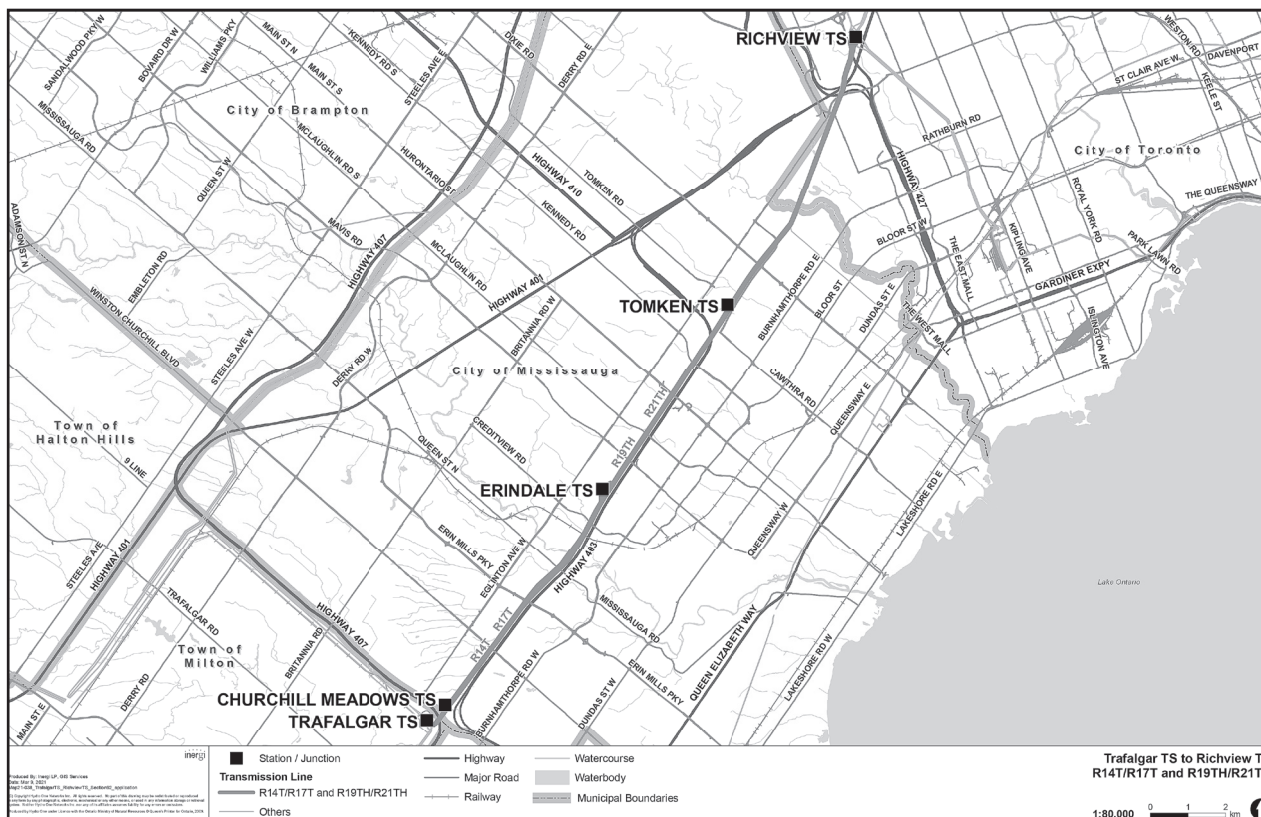 RICHVIEW TS
WESTON RD
DAVENPORT
ST CLAIR AVE W
KEELE ST
SANDALWOOD PKY W
BOVAIRD DR W
WILLIAMS PKY
MAIN ST N
KENNEDY RD S
STEELES AVE E
DIXIE RD
DERRY RD E
MAIN ST S
City of Brampton
MISSISSAUGA RD
MCLAUGHLIN RD S
RATHBURN RD
City of Toronto
QUEEN ST W
HURONTARIO ST
HIGHWAY 410
TOMKEN RD
HIGHWAY 427
THE QUEENSWAY
ADAMSON ST N
MAVIS RD
KENNEDY RD
ROYAL YORK RD
BLOOR ST W
KIPLING AVE
PARK LAWN RD
EMBLETON RD
HIGHWAY 407
MCLAUGHLIN RD
HIGHWAY 401
THE EAST MALL
GARDINER EXPY
WINSTON CHURCHILL BLVD
TOMKEN TS
BURNHAMTHORPE RD E
BLOOR ST
DUNDAS ST E
THE WEST MALL
ISLINGTON AVE
BRITANNIA RD W
STEELES AVE W
DERRY RD W
City of Mississauga
CAWTHRA RD
QUEENSWAY E
R21TH
Town of
Halton Hills
9 LINE
QUEEN ST N
CREDITVIEW RD
R19TH
ERINDALE TS
LAKESHORE RD E
QUEENSWAY W
ERIN MILLS PKY
EGLINTON AVE W
HIGHWAY 403
STEELES AVE
HIGHWAY 401
Lake Ontario
TRAFALGAR RD
HIGHWAY 407
R17T
MISSISSAUGA RD
QUEEN ELIZABETH WAY
Town of
Milton
BRITANNIA RD
R14T
ERIN MILLS PKY
LAKESHORE RD W
DERRY RD
CHURCHILL MEADOWS TS
TRAFALGAR TS
BURNHAMTHORPE RD W
DUNDAS ST W
MAIN ST E
inergi
Produced By: Inergi LP, GIS Services
Date: Mar 9, 2021
Station / Junction
Transmission Line
R14T/R17T and R19TH/R21TH
Others
Highway
Major Road
Railway
Watercourse
Waterbody
Municipal Boundaries
Trafalgar TS to Richview T
R14T/R17T and R19TH/R21T
1:80,000
0 1 2
km